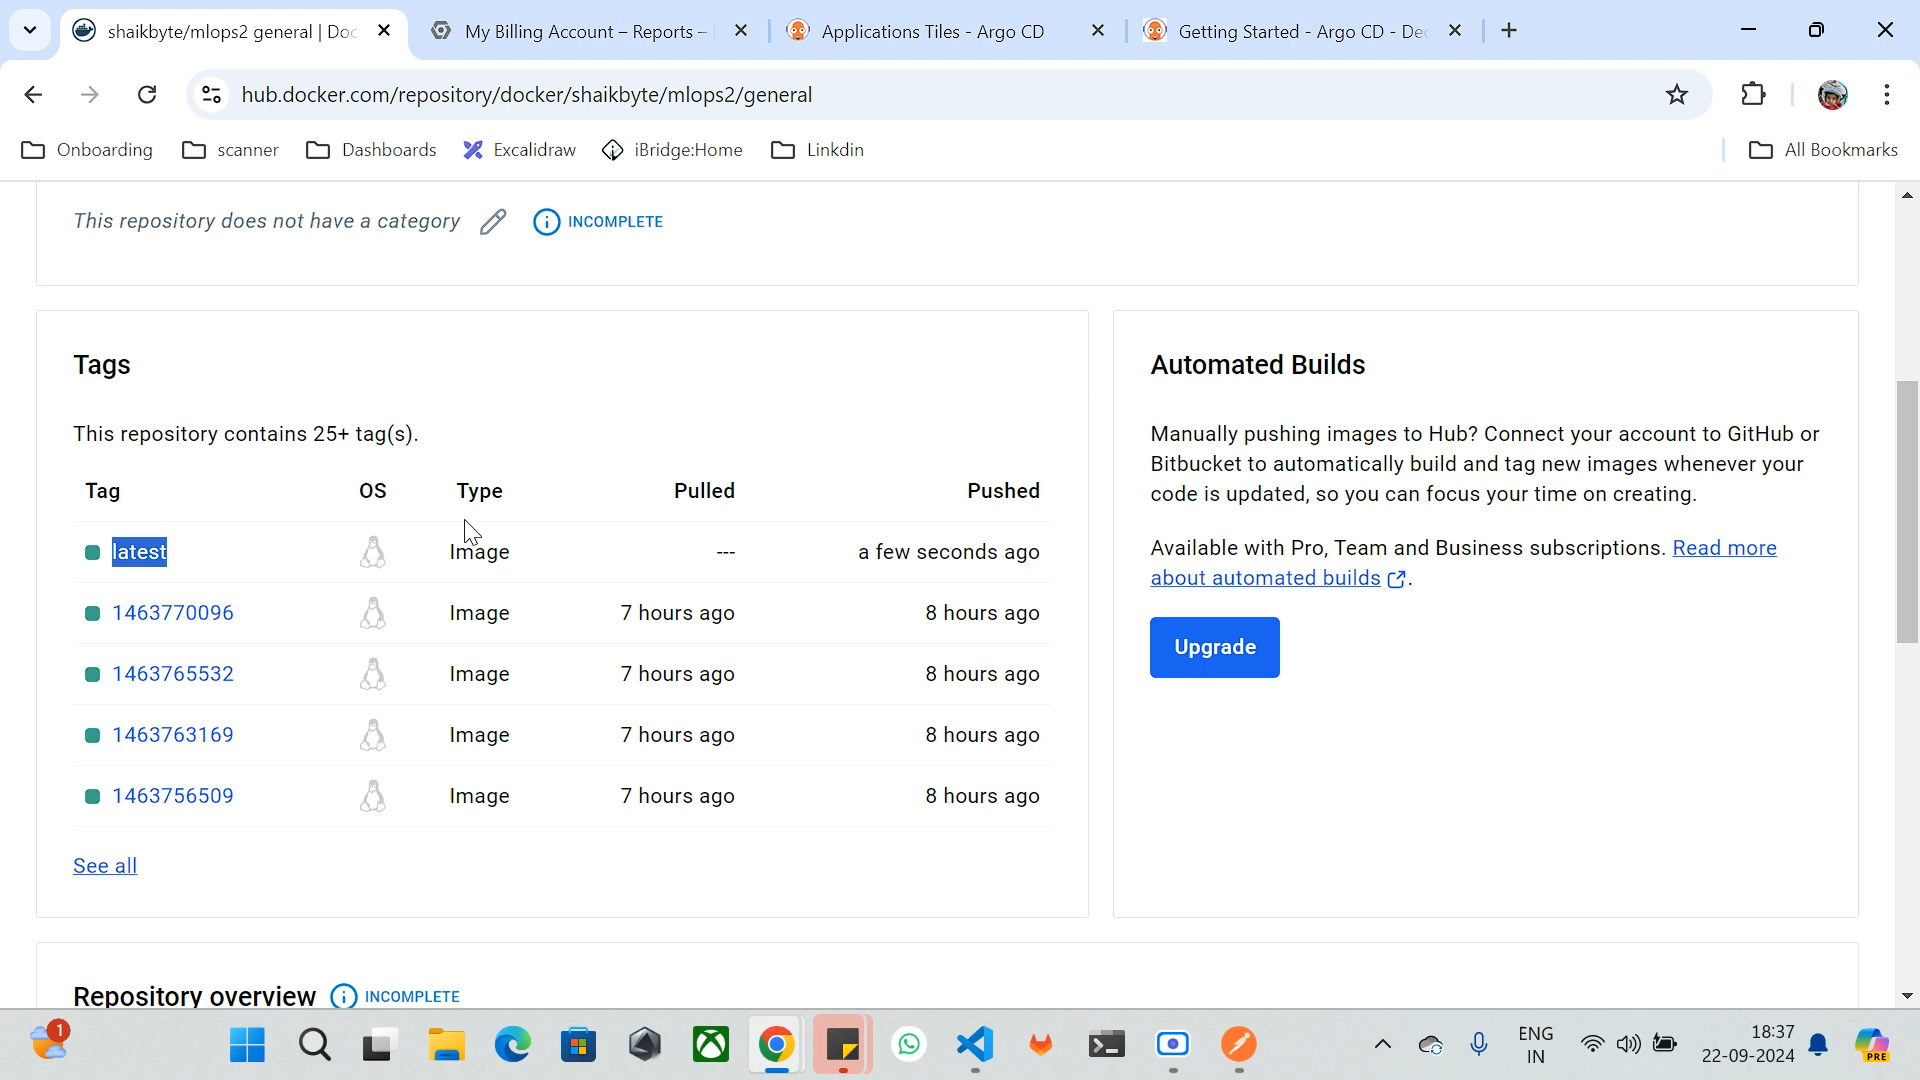 shaikbyte/mlops2 general | Doc
My Billing Account – Reports –
Applications Tiles - Argo CD
Getting Started - Argo CD - Dec
hub.docker.com/repository/docker/shaikbyte/mlops2/general
Onboarding
scanner
Dashboards
Excalidraw
iBridge:Home
Linkdin
All Bookmarks
This repository does not have a category
INCOMPLETE
Tags
This repository contains 25+ tag(s).
Tag OS Type Pulled Pushed
latest Image --- a few seconds ago
1463770096 Image 7 hours ago 8 hours ago
1463765532 Image 7 hours ago 8 hours ago
1463763169 Image 7 hours ago 8 hours ago
1463756509 Image 7 hours ago 8 hours ago
See all
Automated Builds
Manually pushing images to Hub? Connect your account to GitHub or
Bitbucket to automatically build and tag new images whenever your
code is updated, so you can focus your time on creating.
Available with Pro, Team and Business subscriptions. Read more
about automated builds.
Upgrade
Repository overview INCOMPLETE
1
ENG
IN
18:37
22-09-2024
PRE